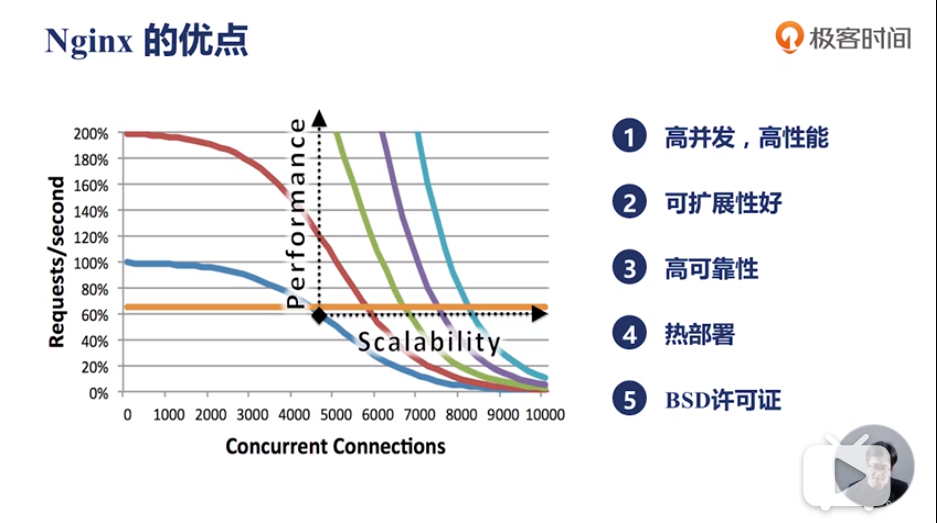 Nginx 的优点
极客时间
200%
180%
160%
140%
120%
100%
80%
60%
40%
20%
0%
Requests/second
Performance
Scalability
0 1000 2000 3000 4000 5000 6000 7000 8000 9000 10000
Concurrent Connections
1 高并发，高性能
2 可扩展性好
3 高可靠性
4 热部署
5 BSD许可证